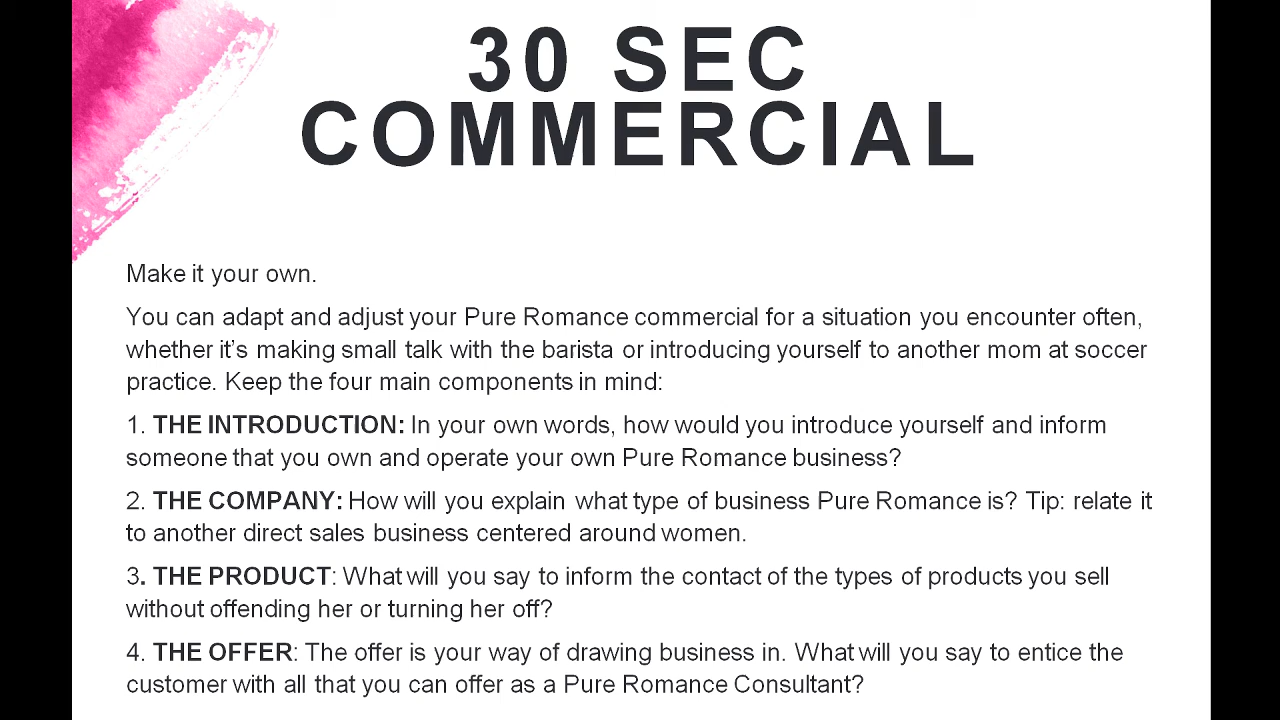 30 SEC
COMMERCIAL
Make it your own.
You can adapt and adjust your Pure Romance commercial for a situation you encounter often,
whether it’s making small talk with the barista or introducing yourself to another mom at soccer
practice. Keep the four main components in mind:
1. THE INTRODUCTION: In your own words, how would you introduce yourself and inform
someone that you own and operate your own Pure Romance business?
2. THE COMPANY: How will you explain what type of business Pure Romance is? Tip: relate it
to another direct sales business centered around women.
3. THE PRODUCT: What will you say to inform the contact of the types of products you sell
without offending her or turning her off?
4. THE OFFER: The offer is your way of drawing business in. What will you say to entice the
customer with all that you can offer as a Pure Romance Consultant?